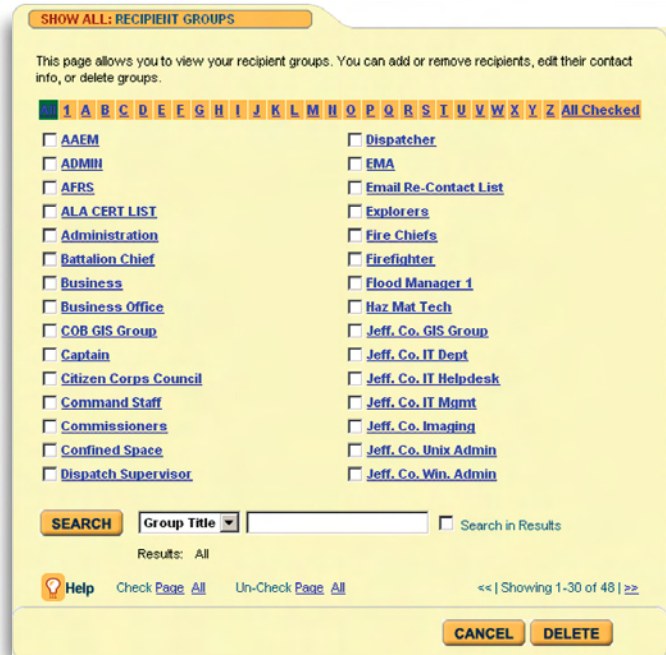 SHOW ALL: RECIPIENT GROUPS
This page allows you to view your recipient groups. You can add or remove recipients, edit their contact
info, or delete groups.
All 1 A B C D E F G H I J K L M N O P Q R S T U V W X Y Z All Checked
AAEM
ADMIN
AFRS
ALA CERT LIST
Administration
Battalion Chief
Business
Business Office
COB GIS Group
Captain
Citizen Corps Council
Command Staff
Commissioners
Confined Space
Dispatch Supervisor
Dispatcher
EMA
Email Re-Contact List
Explorers
Fire Chiefs
Firefighter
Flood Manager 1
Haz Mat Tech
Jeff. Co. GIS Group
Jeff. Co. IT Dept
Jeff. Co. IT Helpdesk
Jeff. Co. IT Mgmt
Jeff. Co. Imaging
Jeff. Co. Unix Admin
Jeff. Co. Win. Admin
SEARCH Group Title Search in Results
Results: All
Help Check Page All Un-Check Page All << | Showing 1-30 of 48 | >>
CANCEL DELETE